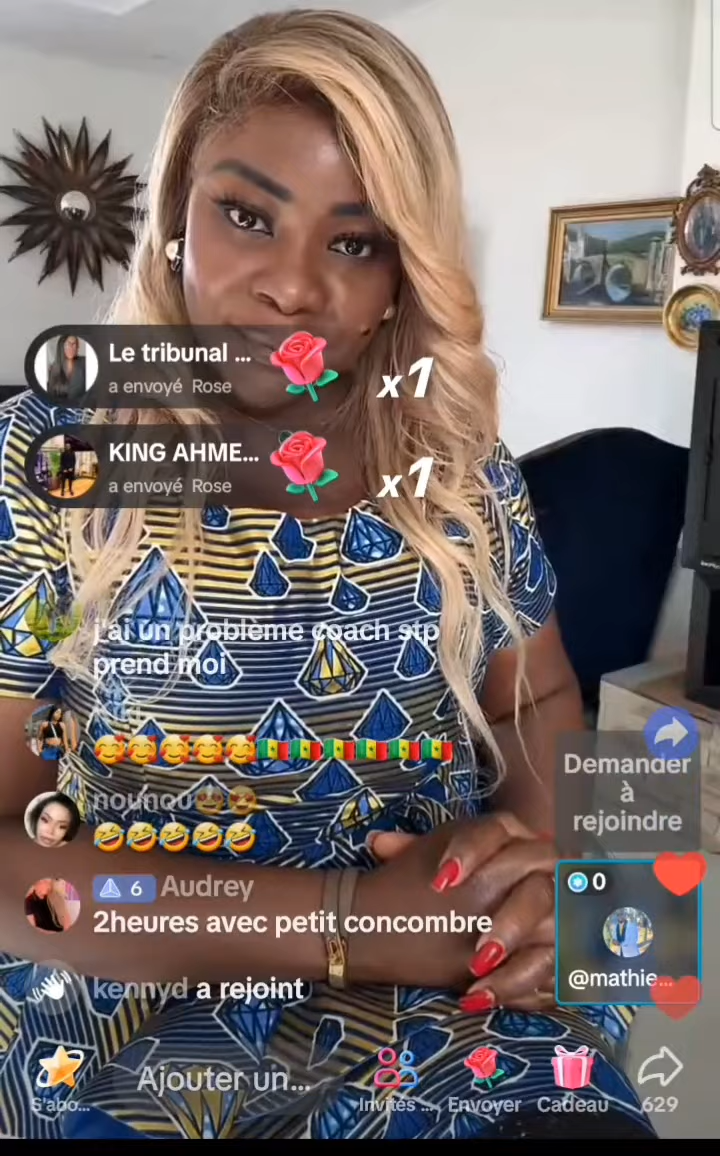 Le tribunal ...
a envoyé Rose
x1
KING AHME...
a envoyé Rose
x1
j'ai un problème coach stp
prend moi
🥰🥰🥰🥰🥰🇸🇳🇸🇳🇸🇳🇸🇳🇸🇳🇸🇳
nounou
🤣🤣🤣🤣🤣
6 Audrey
2heures avec petit concombre
kennyd a rejoint
Demander
à
rejoindre
0
@mathie...
S'abo...
Ajouter un...
Invités ...
Envoyer
Cadeau
629